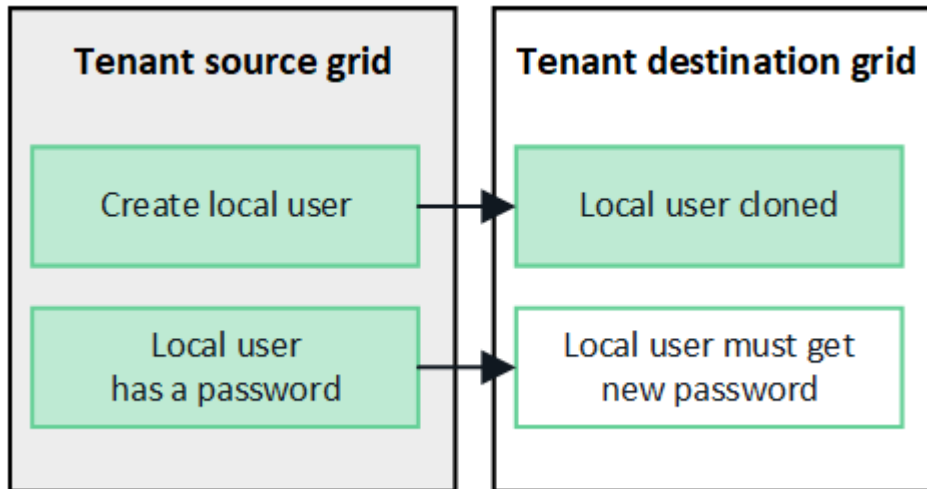 Tenant source grid
Tenant destination grid
Create local user
Local user cloned
Local user
has a password
Local user must get
new password